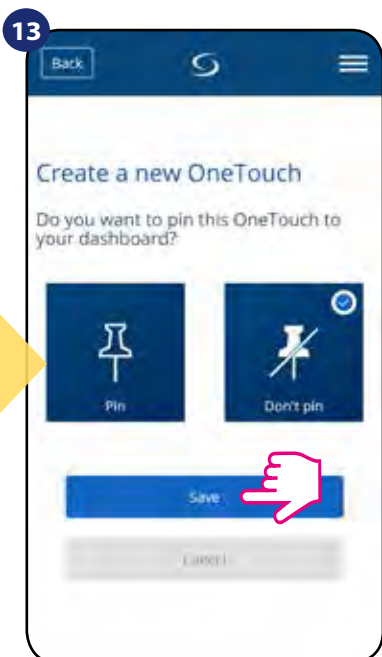 13
Back
Create a new OneTouch
Do you want to pin this OneTouch to
your dashboard?
Pin
Don't pin
Save
Cancel